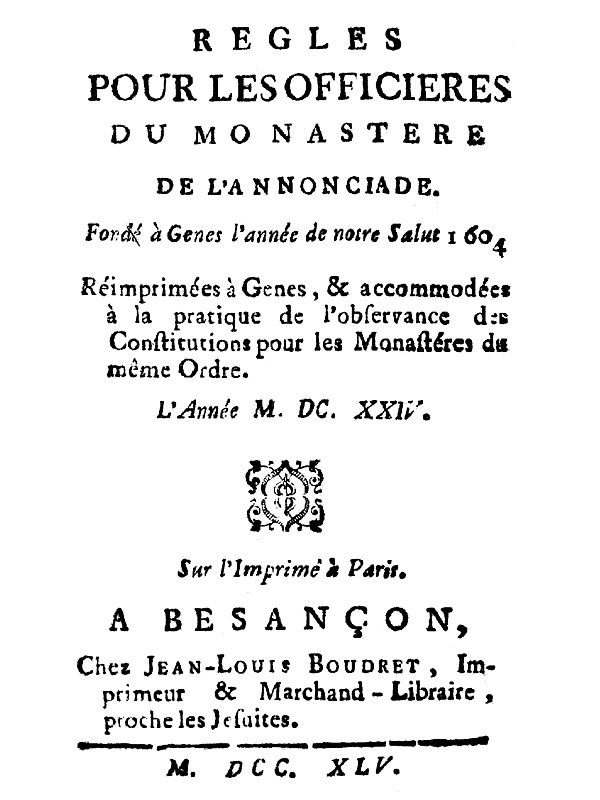 REGLES
POUR LES OFFICIERES
DU MONASTERE
DE L'ANNONCIADE.
Fondé à Genes l'année de notre Salut 1604
Réimprimées à Genes, & accommodées
à la pratique de l'obſervance des
Conſtitutions pour les Monaſtéres du
même Ordre.
L'Année M. DC. XXIV.
Sur l'Imprimé à Paris.
A BESANÇON,
Chez JEAN-LOUIS BOUDRET, Im-
primeur & Marchand-Libraire,
proche les Jeſuites.
M. DCC. XLV.